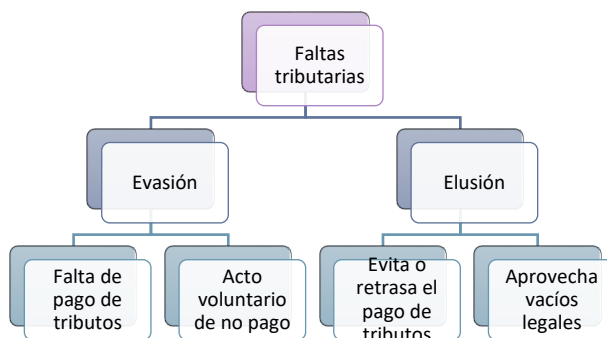 Faltas
tributarias
Evasión
Elusión
Falta de
pago de
tributos
Acto
voluntario
de no pago
Evita o
retrasa el
pago de
tributos
Aprovecha
vacíos
legales